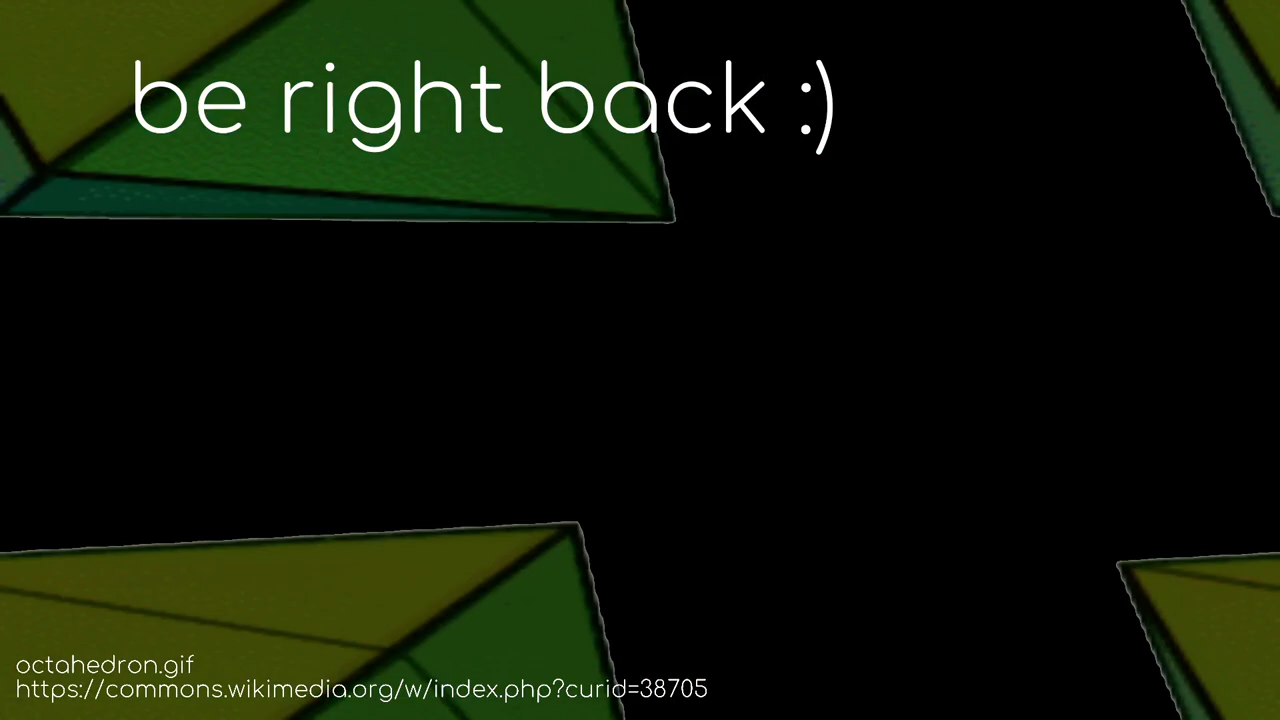 be right back :)
octahedron.gif
https://commons.wikimedia.org/w/index.php?curid=38705